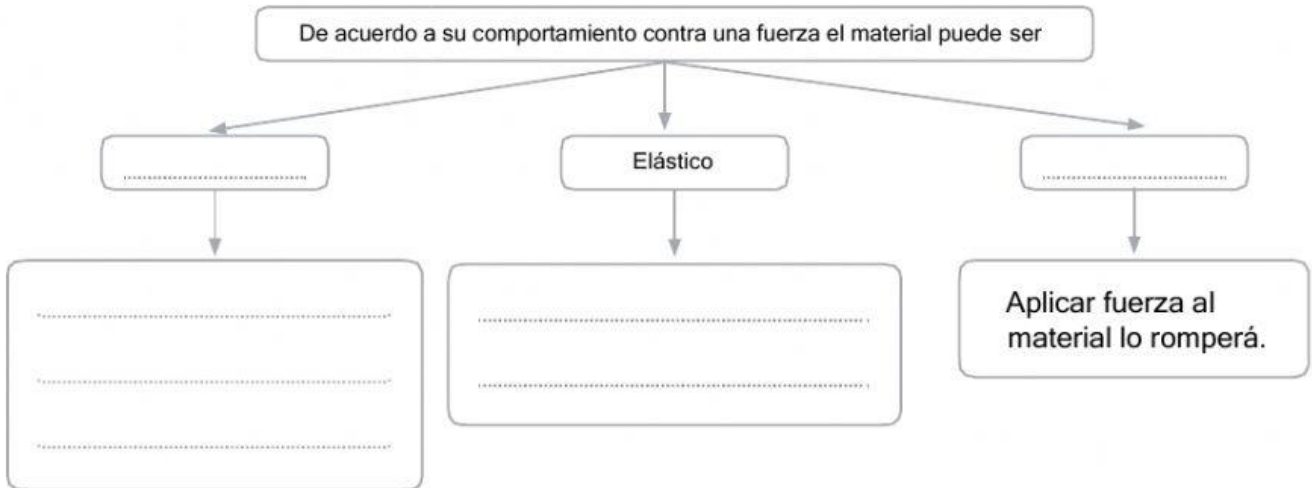 De acuerdo a su comportamiento contra una fuerza el material puede ser
Elástico
Aplicar fuerza al
material lo romperá.